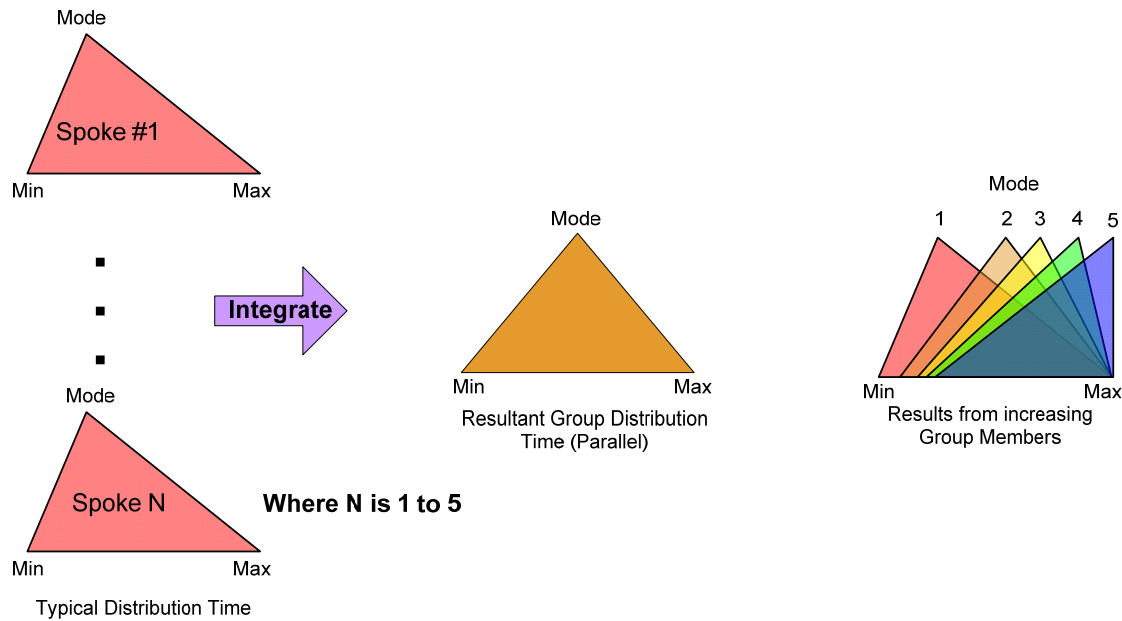 Mode
Spoke #1
Min Max
Mode
Spoke N
Min Max
Typical Distribution Time
Integrate
Where N is 1 to 5
Mode
Min Max
Resultant Group Distribution
Time (Parallel)
Mode
1 2 3 4 5
Min Max
Results from increasing
Group Members